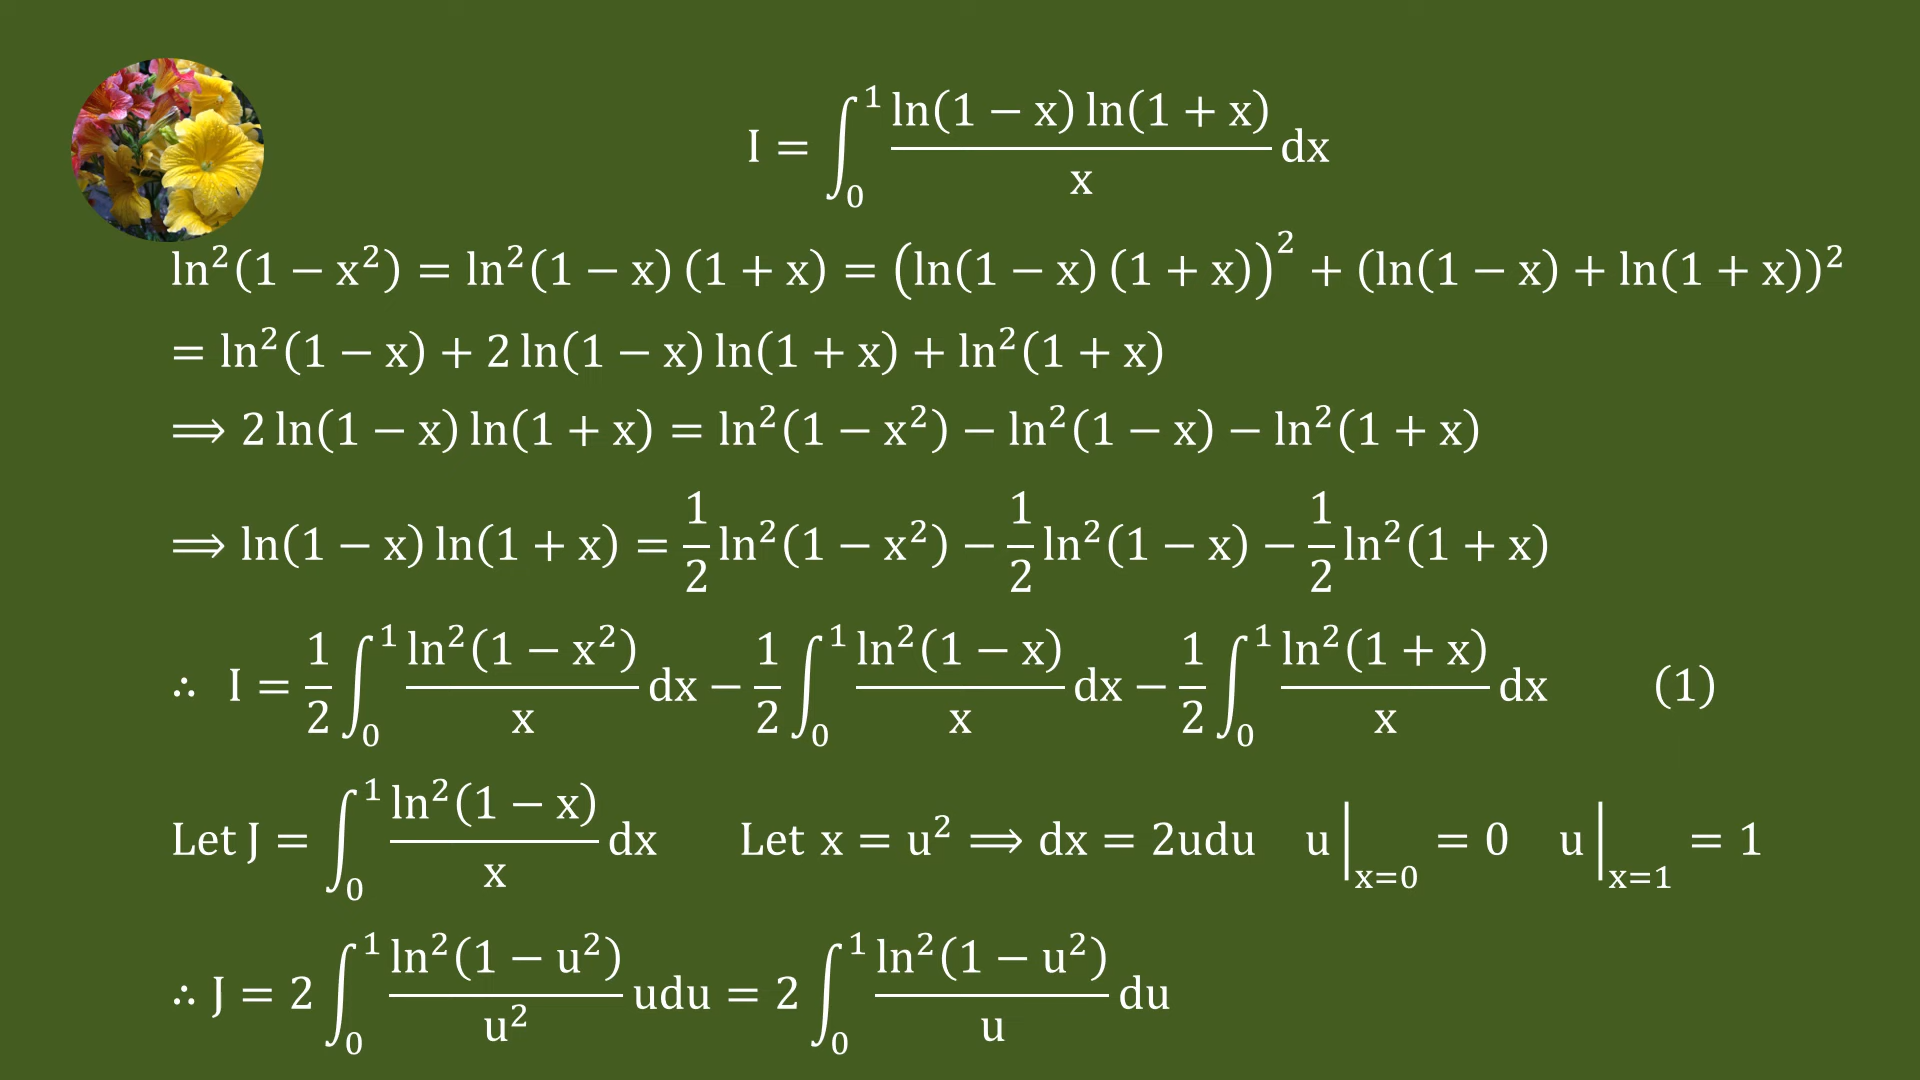 I = ∫₀¹ ln(1 − x) ln(1 + x) / x dx
ln²(1 − x²) = ln²(1 − x) (1 + x) = (ln(1 − x) (1 + x))² + (ln(1 − x) + ln(1 + x))²
= ln²(1 − x) + 2 ln(1 − x) ln(1 + x) + ln²(1 + x)
⟹ 2 ln(1 − x) ln(1 + x) = ln²(1 − x²) − ln²(1 − x) − ln²(1 + x)
⟹ ln(1 − x) ln(1 + x) = 1/2 ln²(1 − x²) − 1/2 ln²(1 − x) − 1/2 ln²(1 + x)
∴ I = 1/2 ∫₀¹ ln²(1 − x²) / x dx − 1/2 ∫₀¹ ln²(1 − x) / x dx − 1/2 ∫₀¹ ln²(1 + x) / x dx (1)
Let J = ∫₀¹ ln²(1 − x) / x dx Let x = u² ⟹ dx = 2udu u|ₓ₌₀ = 0 u|ₓ₌₁ = 1
∴ J = 2 ∫₀¹ ln²(1 − u²) / u² udu = 2 ∫₀¹ ln²(1 − u²) / u du